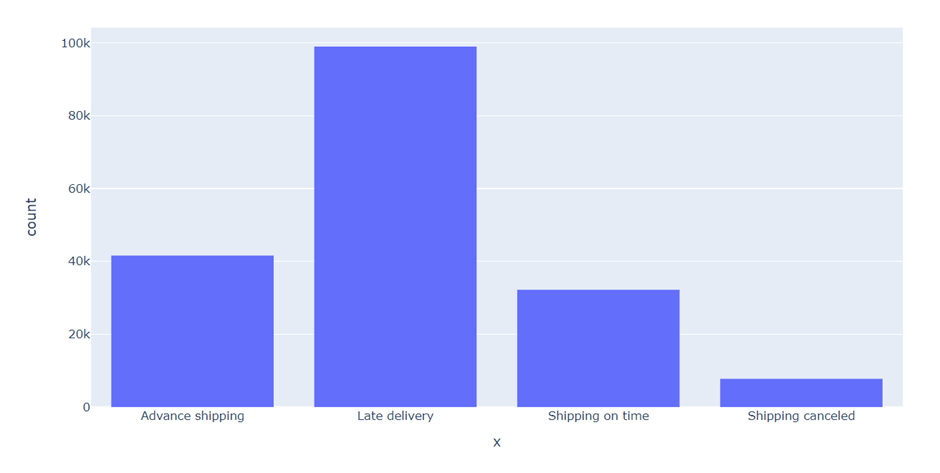 100k
80k
60k
40k
20k
0
count
Advance shipping
Late delivery
Shipping on time
Shipping canceled
x